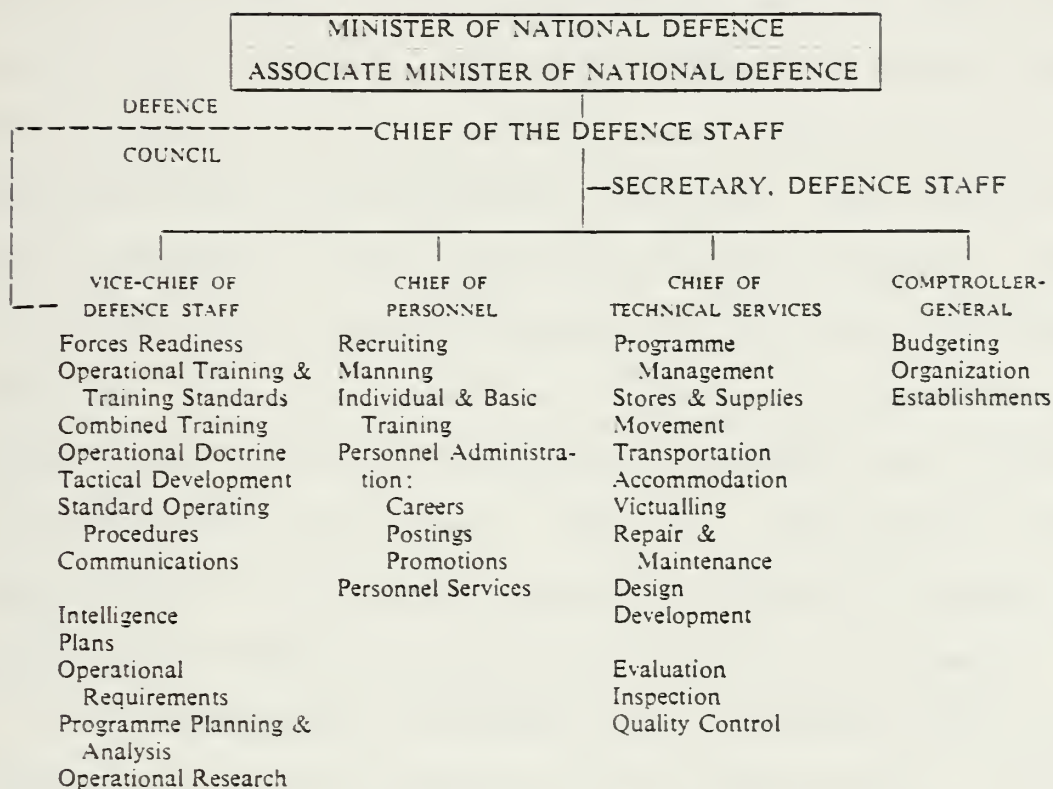 MINISTER OF NATIONAL DEFENCE
ASSOCIATE MINISTER OF NATIONAL DEFENCE
DEFENCE
CHIEF OF THE DEFENCE STAFF
COUNCIL
SECRETARY, DEFENCE STAFF
VICE-CHIEF OF
DEFENCE STAFF
Forces Readiness
Operational Training &
Training Standards
Combined Training
Operational Doctrine
Tactical Development
Standard Operating
Procedures
Communications
Intelligence
Plans
Operational
Requirements
Programme Planning &
Analysis
Operational Research
CHIEF OF
PERSONNEL
Recruiting
Manning
Individual & Basic
Training
Personnel Administra-
tion:
Careers
Postings
Promotions
Personnel Services
CHIEF OF
TECHNICAL SERVICES
Programme
Management
Stores & Supplies
Movement
Transportation
Accommodation
Victualling
Repair &
Maintenance
Design
Development
Evaluation
Inspection
Quality Control
COMPTROLLER-
GENERAL
Budgeting
Organization
Establishments